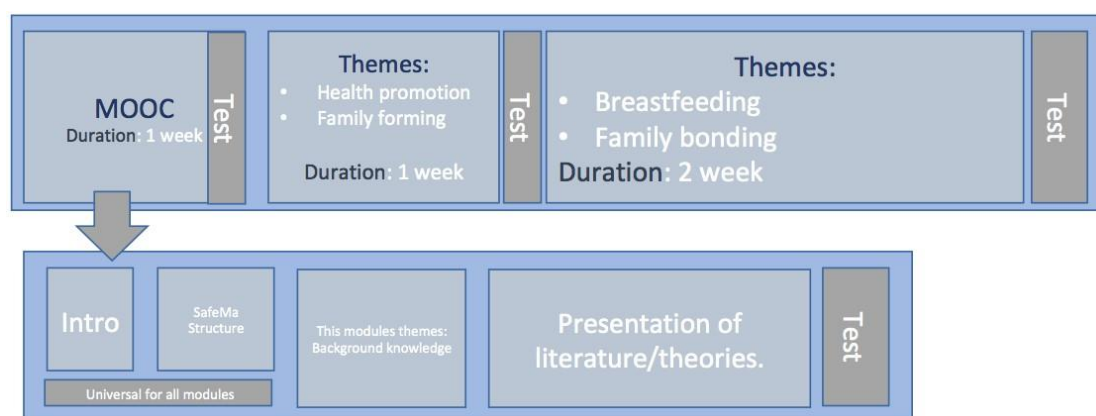 MOOC
Duration: 1 week
Test
Themes:
• Health promotion
• Family forming
Duration: 1 week
Test
Themes:
• Breastfeeding
• Family bonding
Duration: 2 week
Test
Intro
SafeMa
Structure
Universal for all modules
This modules themes:
Background knowledge
Presentation of
literature/theories.
Test